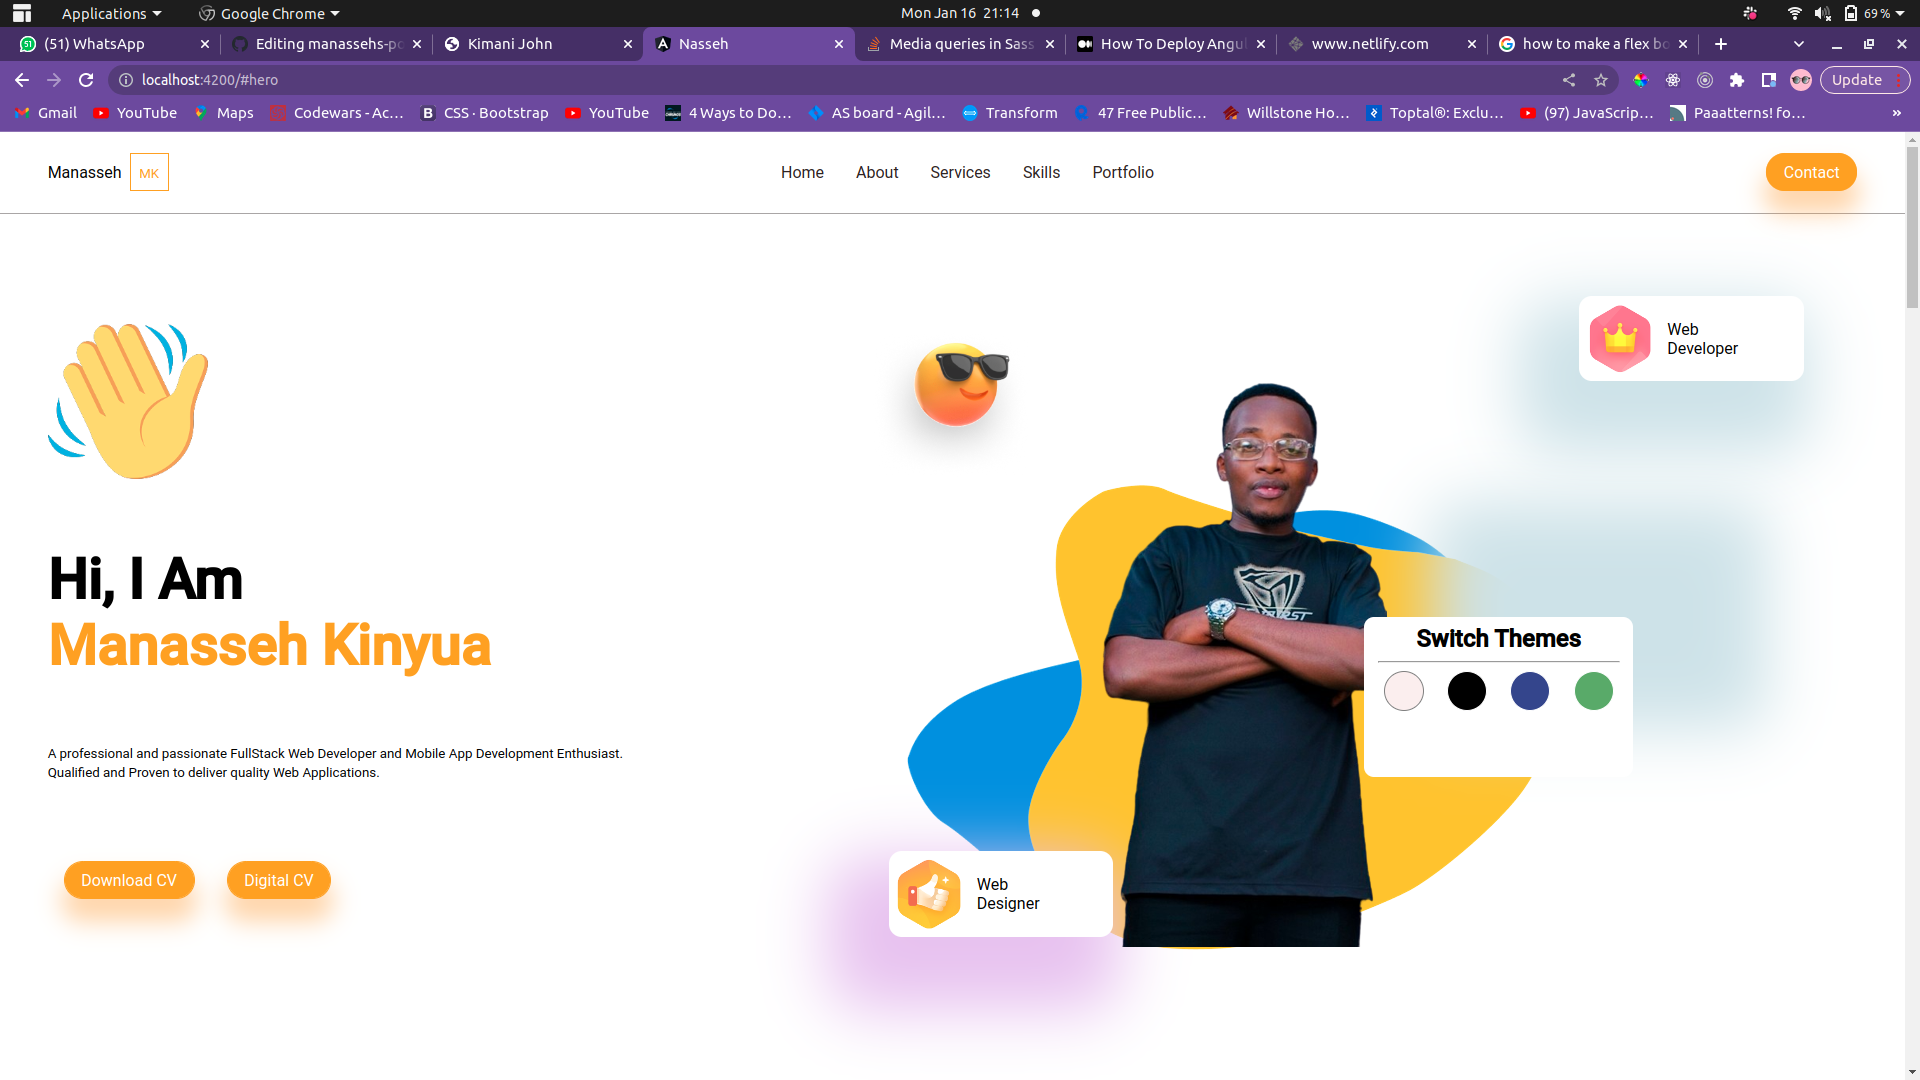 Applications
Google Chrome
Mon Jan 16 21:14
69 %
(51) WhatsApp
Editing manassehs-po
Kimani John
Nasseh
Media queries in Sass
How To Deploy Angul
www.netlify.com
how to make a flex bo
localhost:4200/#hero
Update
Gmail
YouTube
Maps
Codewars - Ac...
CSS · Bootstrap
YouTube
4 Ways to Do...
AS board - Agil...
Transform
47 Free Public...
Willstone Ho...
Toptal®: Exclu...
(97) JavaScrip...
Paaatterns! fo...
»
Manasseh
MK
Home
About
Services
Skills
Portfolio
Contact
Web
Developer
Hi, I Am
Manasseh Kinyua
Switch Themes
A professional and passionate FullStack Web Developer and Mobile App Development Enthusiast.
Qualified and Proven to deliver quality Web Applications.
Download CV
Digital CV
Web
Designer